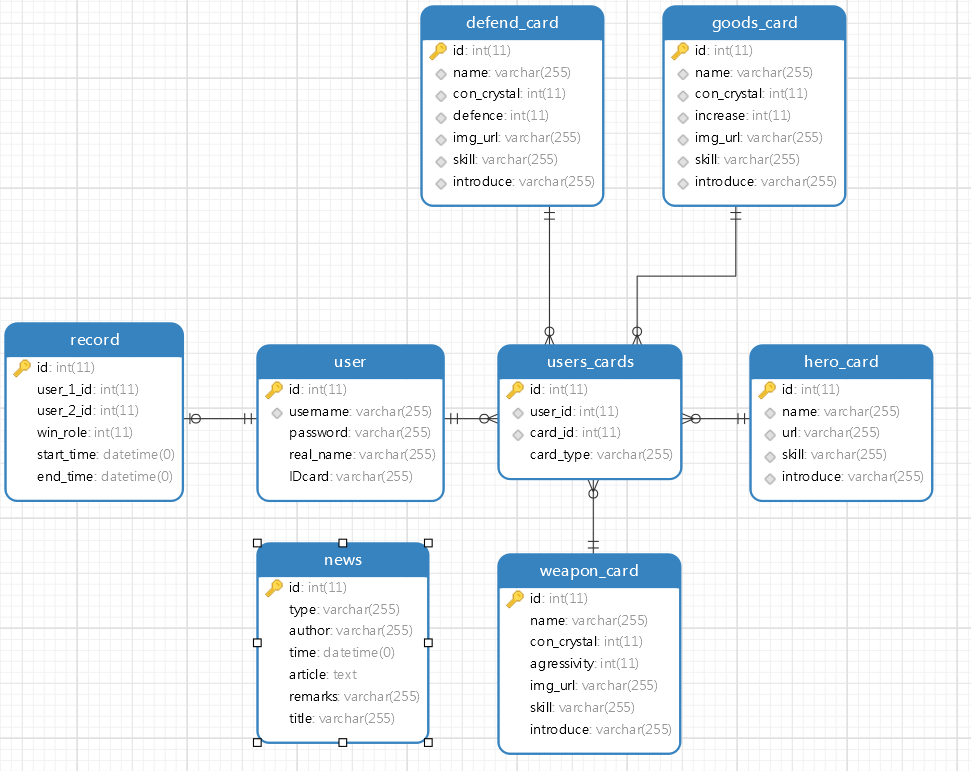 defend_card
id: int(11)
name: varchar(255)
con_crystal: int(11)
defence: int(11)
img_url: varchar(255)
skill: varchar(255)
introduce: varchar(255)
goods_card
id: int(11)
name: varchar(255)
con_crystal: int(11)
increase: int(11)
img_url: varchar(255)
skill: varchar(255)
introduce: varchar(255)
record
id: int(11)
user_1_id: int(11)
user_2_id: int(11)
win_role: int(11)
start_time: datetime(0)
end_time: datetime(0)
user
id: int(11)
username: varchar(255)
password: varchar(255)
real_name: varchar(255)
IDcard: varchar(255)
users_cards
id: int(11)
user_id: int(11)
card_id: int(11)
card_type: varchar(255)
hero_card
id: int(11)
name: varchar(255)
url: varchar(255)
skill: varchar(255)
introduce: varchar(255)
news
id: int(11)
type: varchar(255)
author: varchar(255)
time: datetime(0)
article: text
remarks: varchar(255)
title: varchar(255)
weapon_card
id: int(11)
name: varchar(255)
con_crystal: int(11)
agressivity: int(11)
img_url: varchar(255)
skill: varchar(255)
introduce: varchar(255)